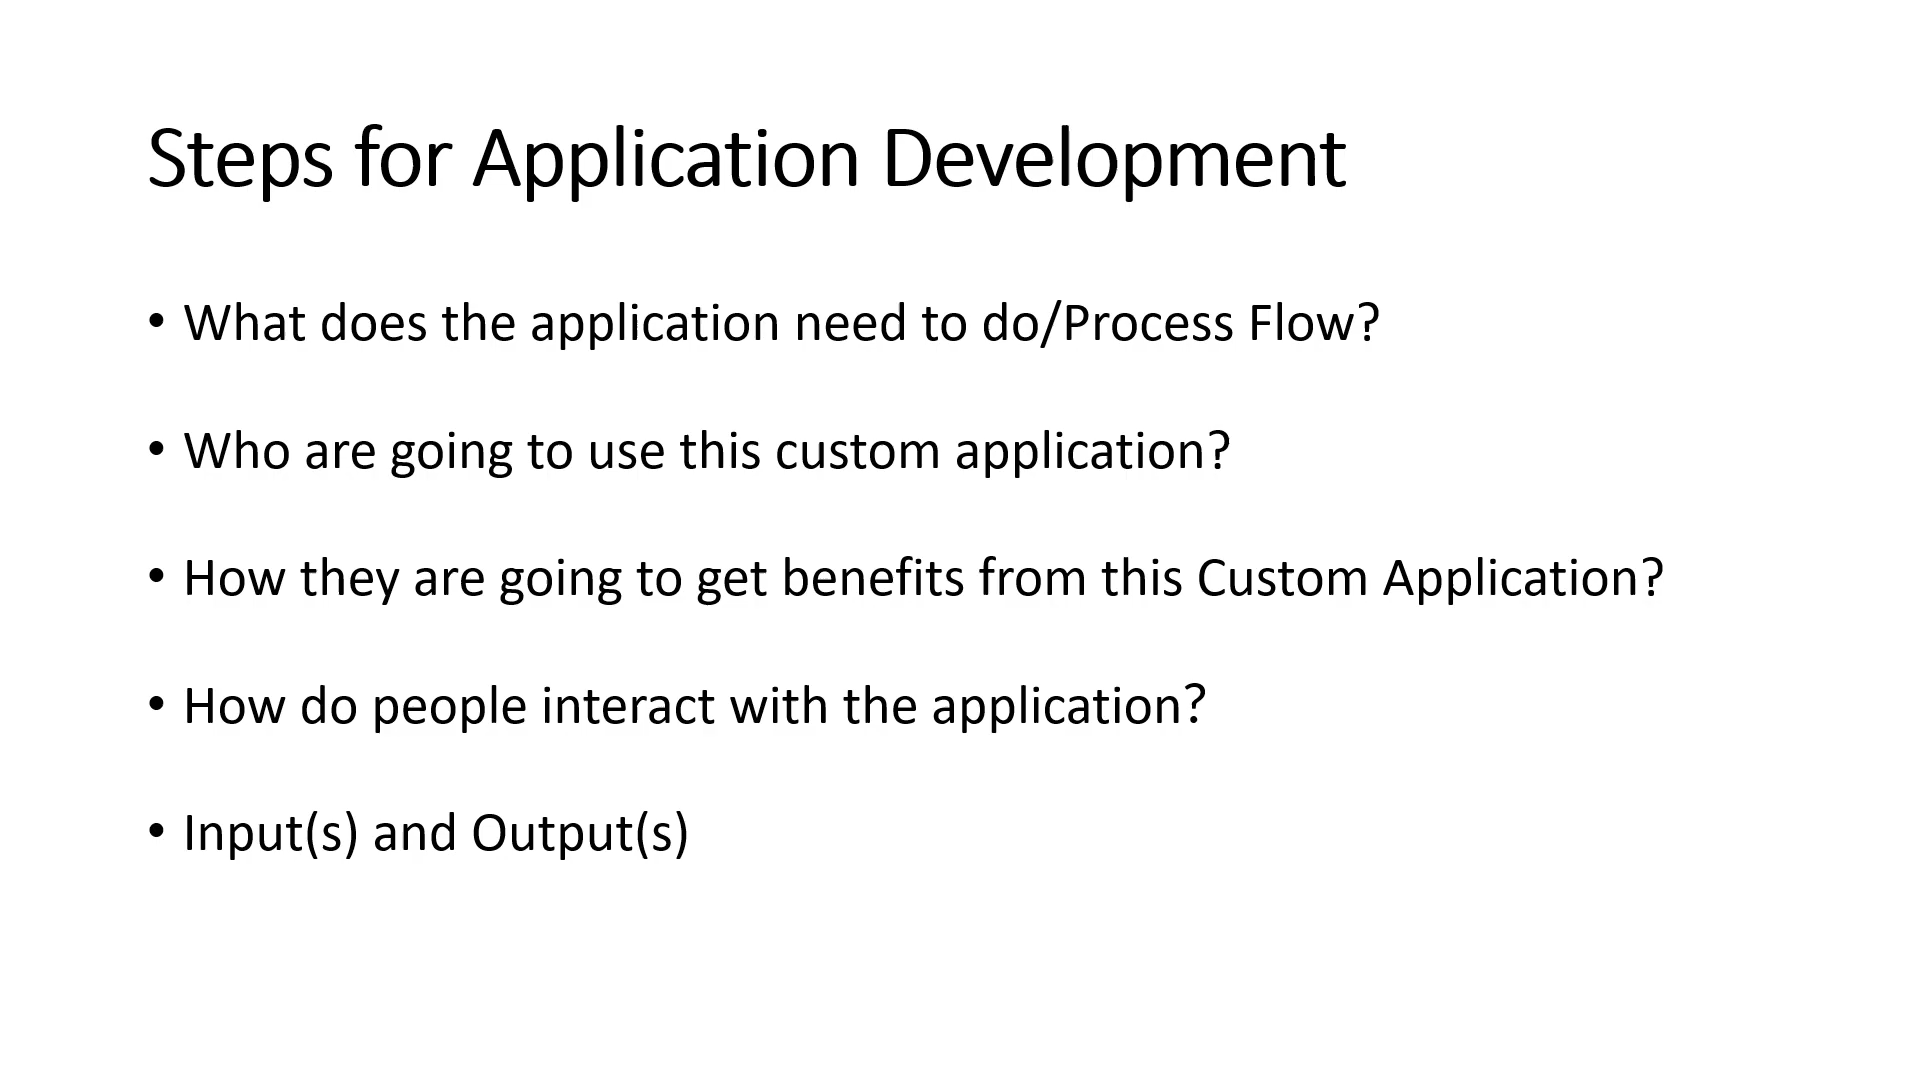 Steps for Application Development
• What does the application need to do/Process Flow?
• Who are going to use this custom application?
• How they are going to get benefits from this Custom Application?
• How do people interact with the application?
• Input(s) and Output(s)